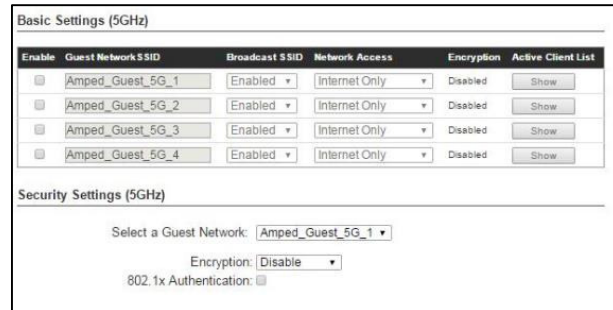 Basic Settings (5GHz)
Enable Guest Network SSID Broadcast SSID Network Access Encryption Active Client List
Amped_Guest_5G_1 Enabled Internet Only Disabled Show
Amped_Guest_5G_2 Enabled Internet Only Disabled Show
Amped_Guest_5G_3 Enabled Internet Only Disabled Show
Amped_Guest_5G_4 Enabled Internet Only Disabled Show
Security Settings (5GHz)
Select a Guest Network: Amped_Guest_5G_1
Encryption: Disable
802.1x Authentication: